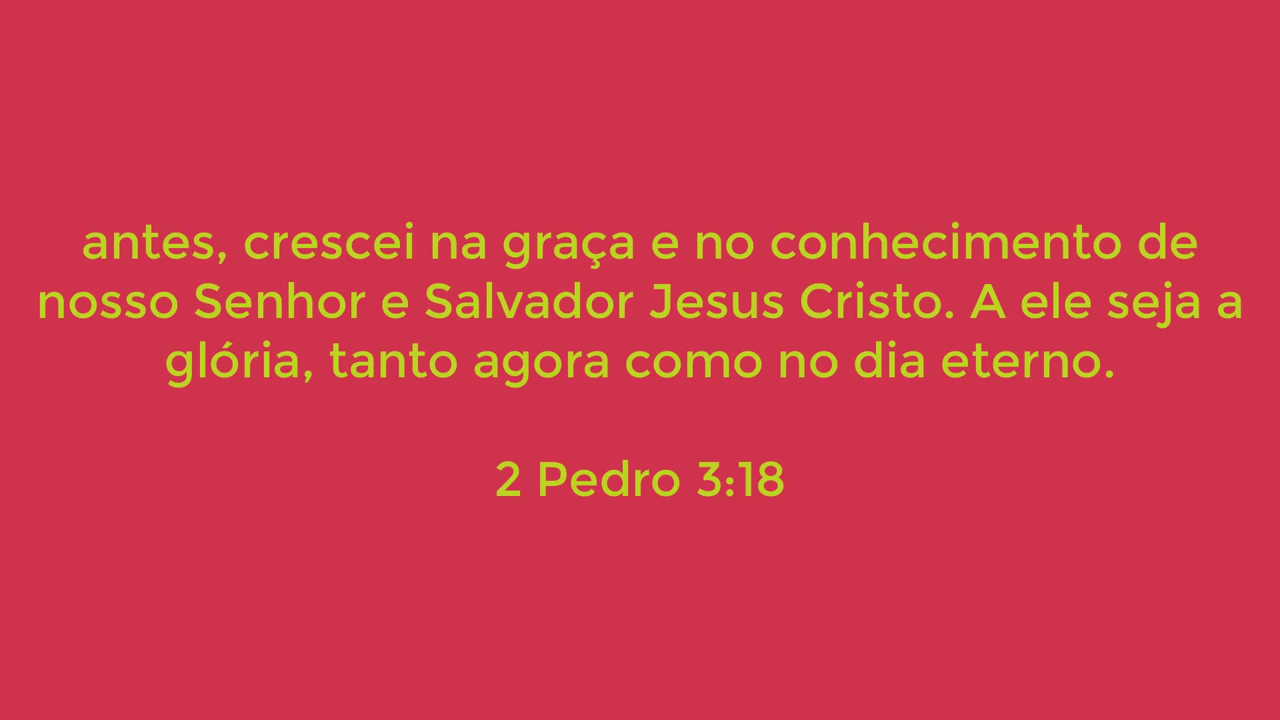 antes, crescei na graça e no conhecimento de
nosso Senhor e Salvador Jesus Cristo. A ele seja a
glória, tanto agora como no dia eterno.
2 Pedro 3:18